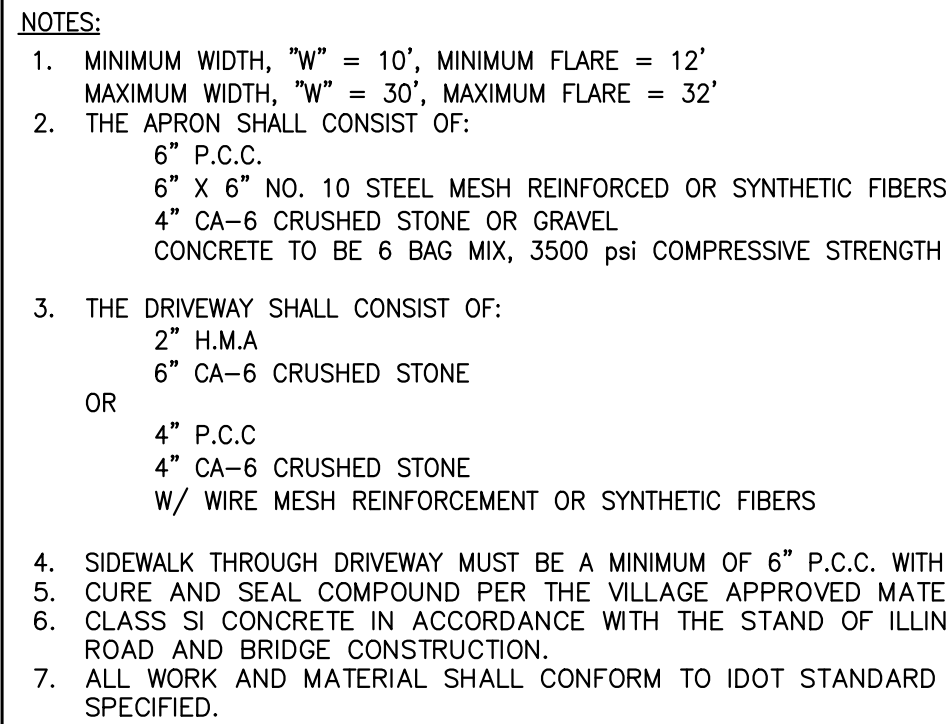 NOTES:
1. MINIMUM WIDTH, "W" = 10', MINIMUM FLARE = 12'
MAXIMUM WIDTH, "W" = 30', MAXIMUM FLARE = 32'
2. THE APRON SHALL CONSIST OF:
6" P.C.C.
6" X 6" NO. 10 STEEL MESH REINFORCED OR SYNTHETIC FIBERS
4" CA-6 CRUSHED STONE OR GRAVEL
CONCRETE TO BE 6 BAG MIX, 3500 psi COMPRESSIVE STRENGTH
3. THE DRIVEWAY SHALL CONSIST OF:
2" H.M.A
6" CA-6 CRUSHED STONE
OR
4" P.C.C
4" CA-6 CRUSHED STONE
W/ WIRE MESH REINFORCEMENT OR SYNTHETIC FIBERS
4. SIDEWALK THROUGH DRIVEWAY MUST BE A MINIMUM OF 6" P.C.C. WITH
5. CURE AND SEAL COMPOUND PER THE VILLAGE APPROVED MATE
6. CLASS SI CONCRETE IN ACCORDANCE WITH THE STAND OF ILLIN
ROAD AND BRIDGE CONSTRUCTION.
7. ALL WORK AND MATERIAL SHALL CONFORM TO IDOT STANDARD
SPECIFIED.